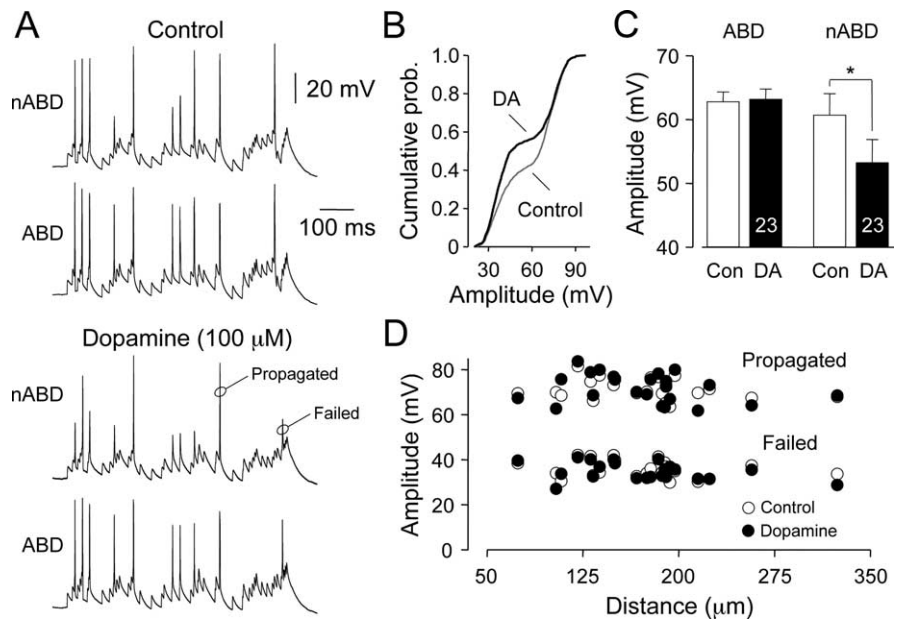 A
Control
nABD
20 mV
ABD
100 ms
Dopamine (100 µM)
nABD
Propagated
Failed
ABD
B
Cumulative prob.
1.0
0.8
0.6
0.4
0.2
0
DA
Control
30 60 90
Amplitude (mV)
C
ABD nABD
Amplitude (mV)
70
60
50
40
*
23 23
Con DA Con DA
D
Amplitude (mV)
80
60
40
20
0
Propagated
Failed
Control
Dopamine
50 125 200 275 350
Distance (µm)